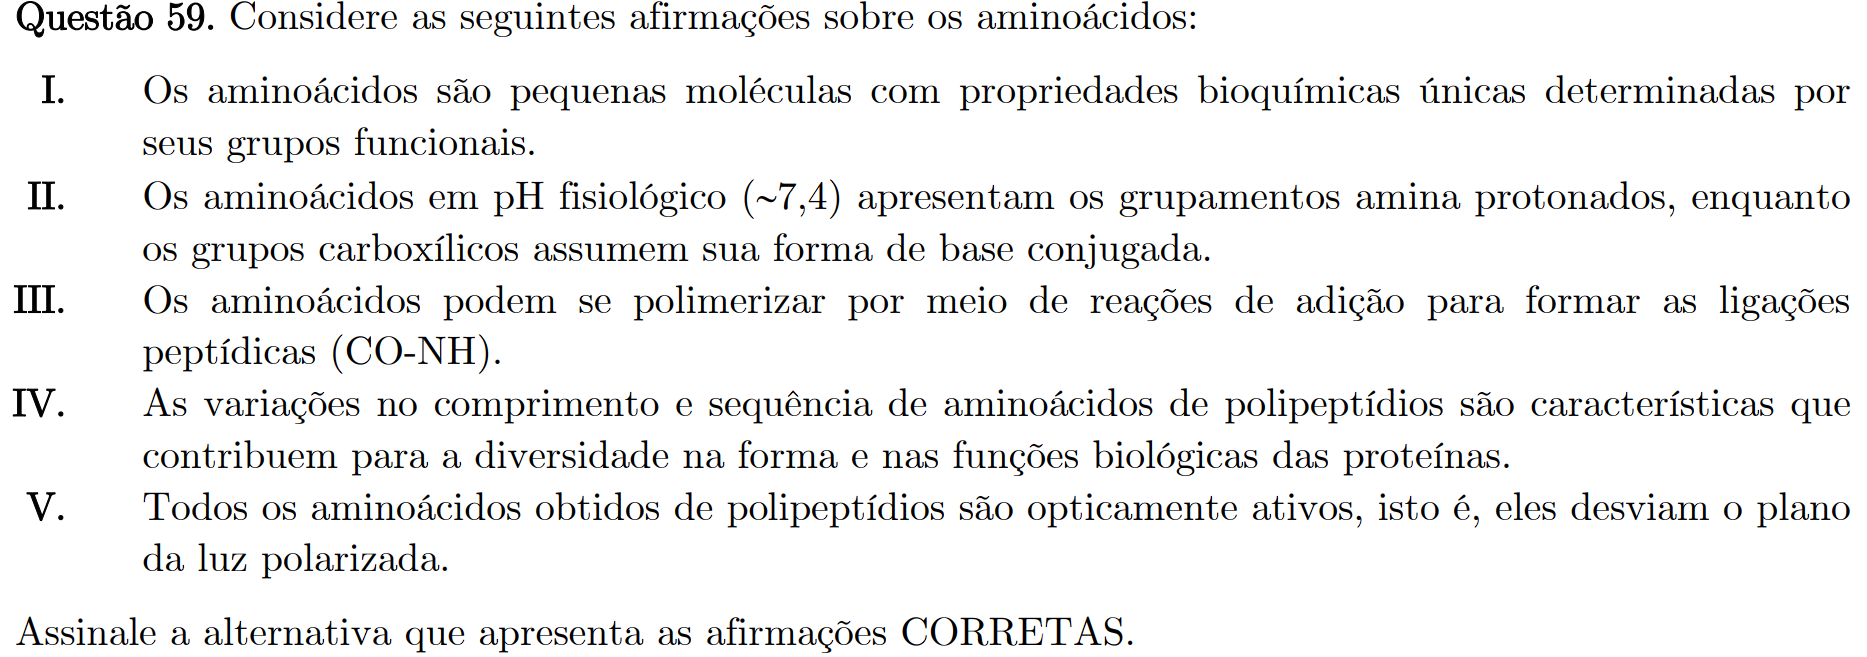 Questão 59. Considere as seguintes afirmações sobre os aminoácidos:
I. Os aminoácidos são pequenas moléculas com propriedades bioquímicas únicas determinadas por
seus grupos funcionais.
II. Os aminoácidos em pH fisiológico (~7,4) apresentam os grupamentos amina protonados, enquanto
os grupos carboxílicos assumem sua forma de base conjugada.
III. Os aminoácidos podem se polimerizar por meio de reações de adição para formar as ligações
peptídicas (CO-NH).
IV. As variações no comprimento e sequência de aminoácidos de polipeptídios são características que
contribuem para a diversidade na forma e nas funções biológicas das proteínas.
V. Todos os aminoácidos obtidos de polipeptídios são opticamente ativos, isto é, eles desviam o plano
da luz polarizada.
Assinale a alternativa que apresenta as afirmações CORRETAS.